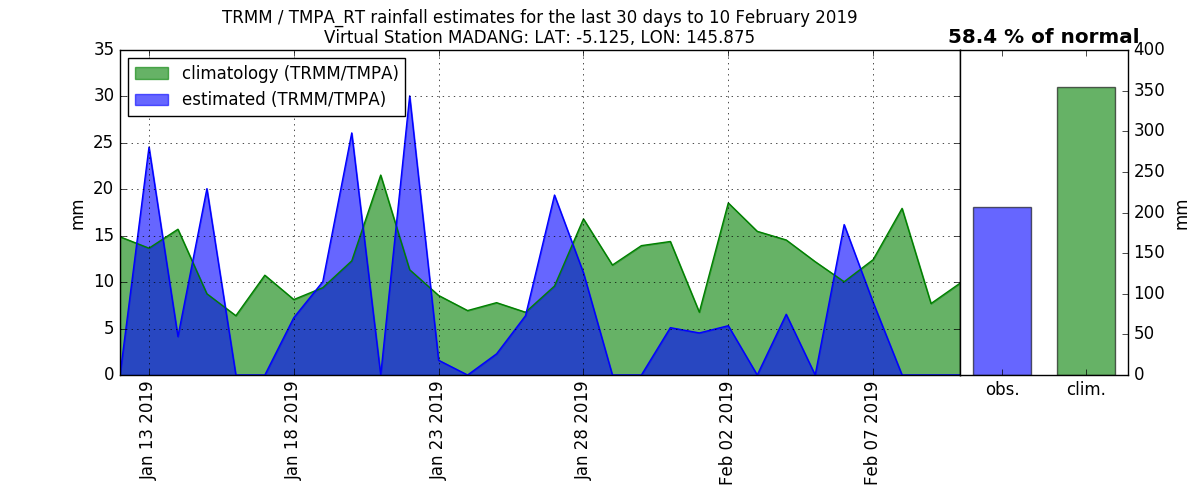 TRMM / TMPA_RT rainfall estimates for the last 30 days to 10 February 2019
Virtual Station MADANG: LAT: -5.125, LON: 145.875
58.4 % of normal
climatology (TRMM/TMPA)
estimated (TRMM/TMPA)
35
30
25
20
15
10
5
0
mm
Jan 13 2019
Jan 18 2019
Jan 23 2019
Jan 28 2019
Feb 02 2019
Feb 07 2019
obs.
clim.
400
350
300
250
200
150
100
50
0
mm